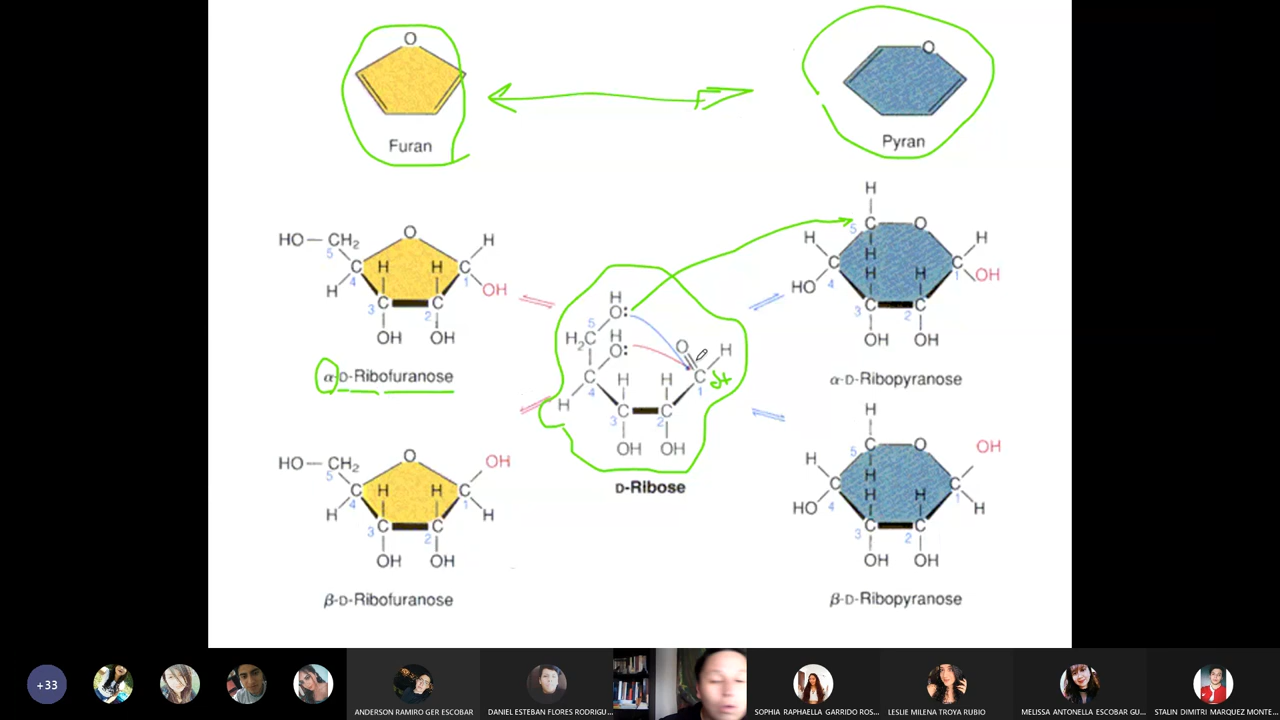 O
O
Furan
Pyran
H
HO—CH₂ O H
5 C H H C
H 4 1 OH
3 C C 2
OH OH
α-D-Ribofuranose
5 C O
H H H
C H H C
HO 4 1 OH
3 C C 2
OH OH
α-D-Ribopyranose
H
5 O:
H₂C H
O: O H
C H H C δ+
H 4 1
3 C C 2
OH OH
D-Ribose
HO—CH₂ O OH
5 C H H C
H 4 1 H
3 C C 2
OH OH
β-D-Ribofuranose
H
5 C O OH
H H
C H H C
HO 4 1 H
3 C C 2
OH OH
β-D-Ribopyranose
+33
ANDERSON RAMIRO GER ESCOBAR
DANIEL ESTEBAN FLORES RODRIGU...
SOPHIA RAPHAELLA GARRIDO ROS...
LESLIE MILENA TROYA RUBIO
MELISSA ANTONELLA ESCOBAR GU...
STALIN DIMITRI MARQUEZ MONTE...